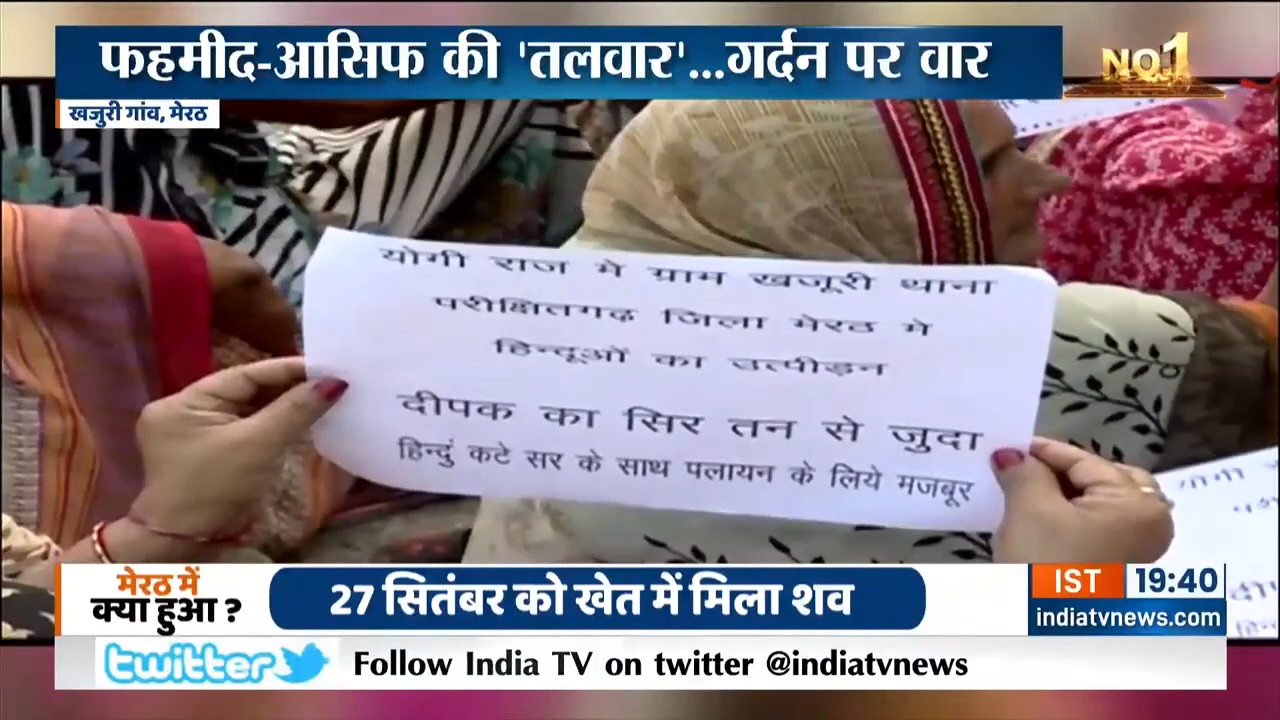 फहमीद-आसिफ की 'तलवार'...गर्दन पर वार
NO.1
खजुरी गांव, मेरठ
योगी राज मे ग्राम खजूरी थाना
परीक्षितगढ़ जिला मेरठ मे
हिन्दूओं का उत्पीड़न
दीपक का सिर तन से जुदा
हिन्दुं कटे सर के साथ पलायन के लिये मजबूर
योगी
मेरठ में
क्या हुआ ?
27 सितंबर को खेत में मिला शव
IST 19:40
indiatvnews.com
twitter Follow India TV on twitter @indiatvnews